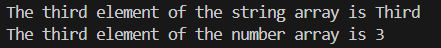 The third element of the string array is Third
The third element of the number array is 3